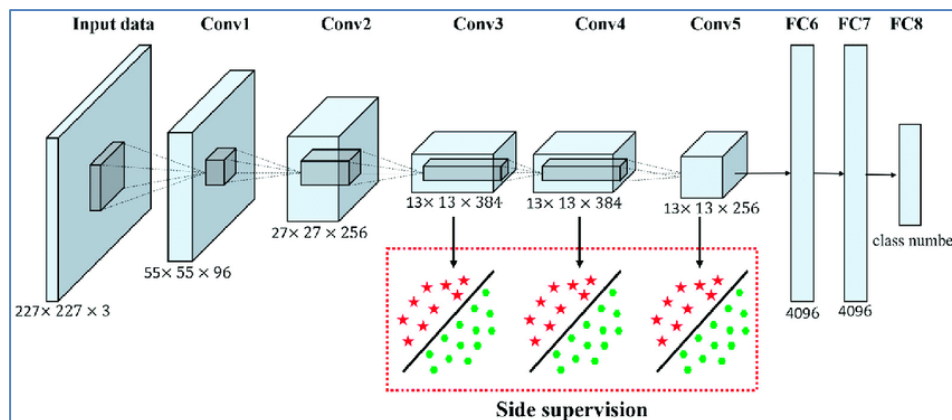 Input data Conv1 Conv2 Conv3 Conv4 Conv5 FC6 FC7 FC8
13× 13 × 384 13× 13 × 384 13× 13 × 256
27× 27 × 256
class number
55× 55 × 96
227× 227 × 3
4096 4096
Side supervision